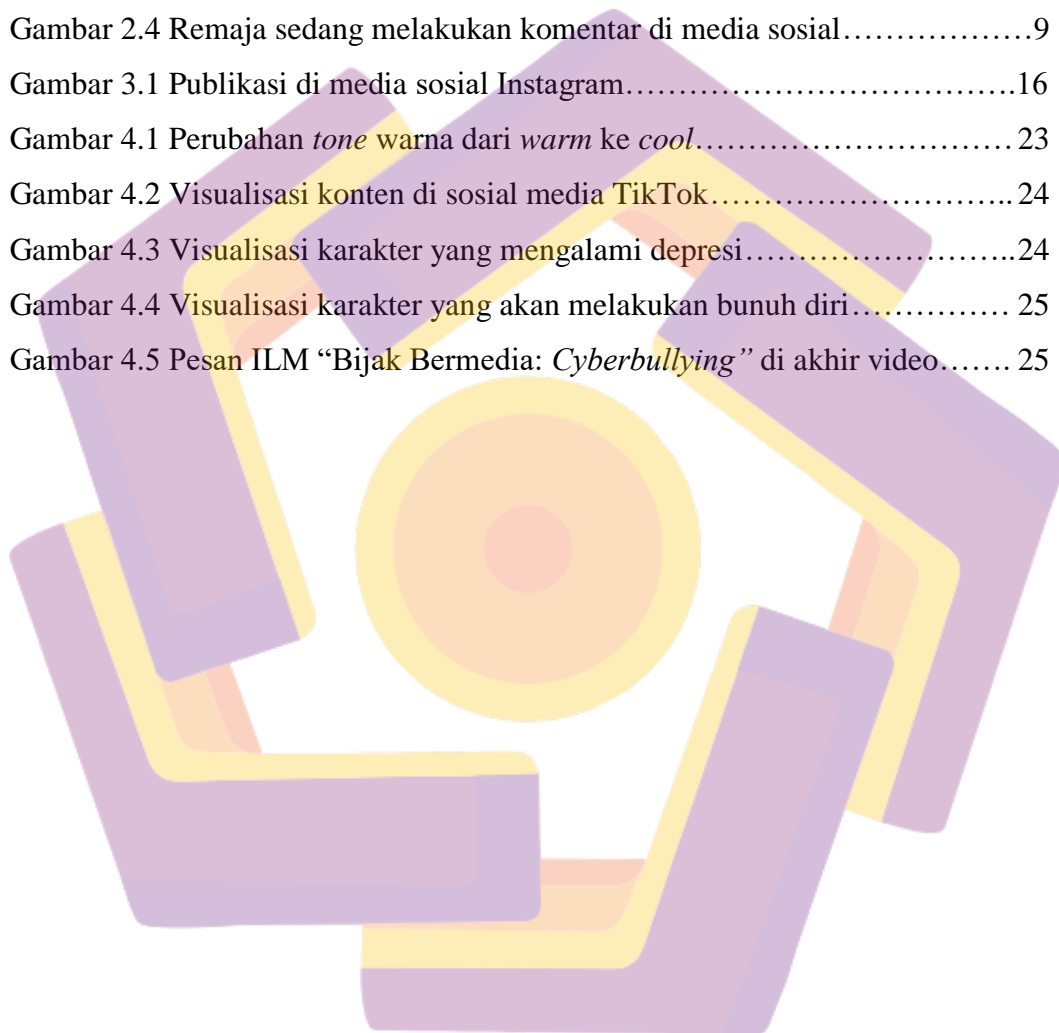 Gambar 2.4 Remaja sedang melakukan komentar di media sosial………………9
Gambar 3.1 Publikasi di media sosial Instagram……………………………….16
Gambar 4.1 Perubahan tone warna dari warm ke cool………………………… 23
Gambar 4.2 Visualisasi konten di sosial media TikTok……………………….. 24
Gambar 4.3 Visualisasi karakter yang mengalami depresi……………………..24
Gambar 4.4 Visualisasi karakter yang akan melakukan bunuh diri…………… 25
Gambar 4.5 Pesan ILM “Bijak Bermedia: Cyberbullying” di akhir video……. 25